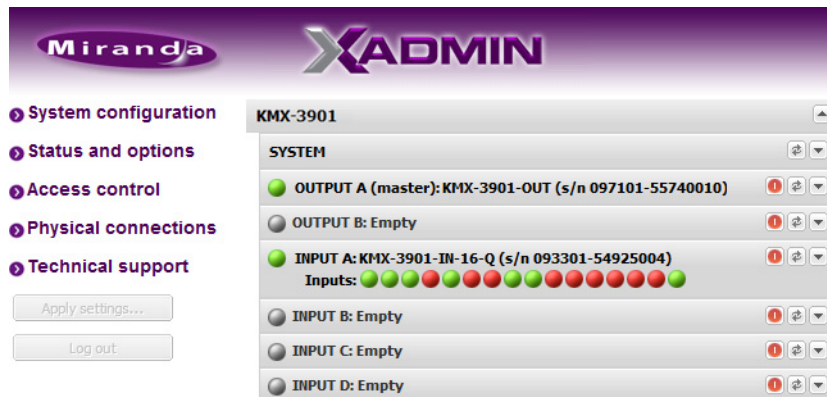 Miranda
XADMIN
System configuration
Status and options
Access control
Physical connections
Technical support
Apply settings...
Log out
KMX-3901
SYSTEM
OUTPUT A (master): KMX-3901-OUT (s/n 097101-55740010)
OUTPUT B: Empty
INPUT A: KMX-3901-IN-16-Q (s/n 093301-54925004)
Inputs:
INPUT B: Empty
INPUT C: Empty
INPUT D: Empty